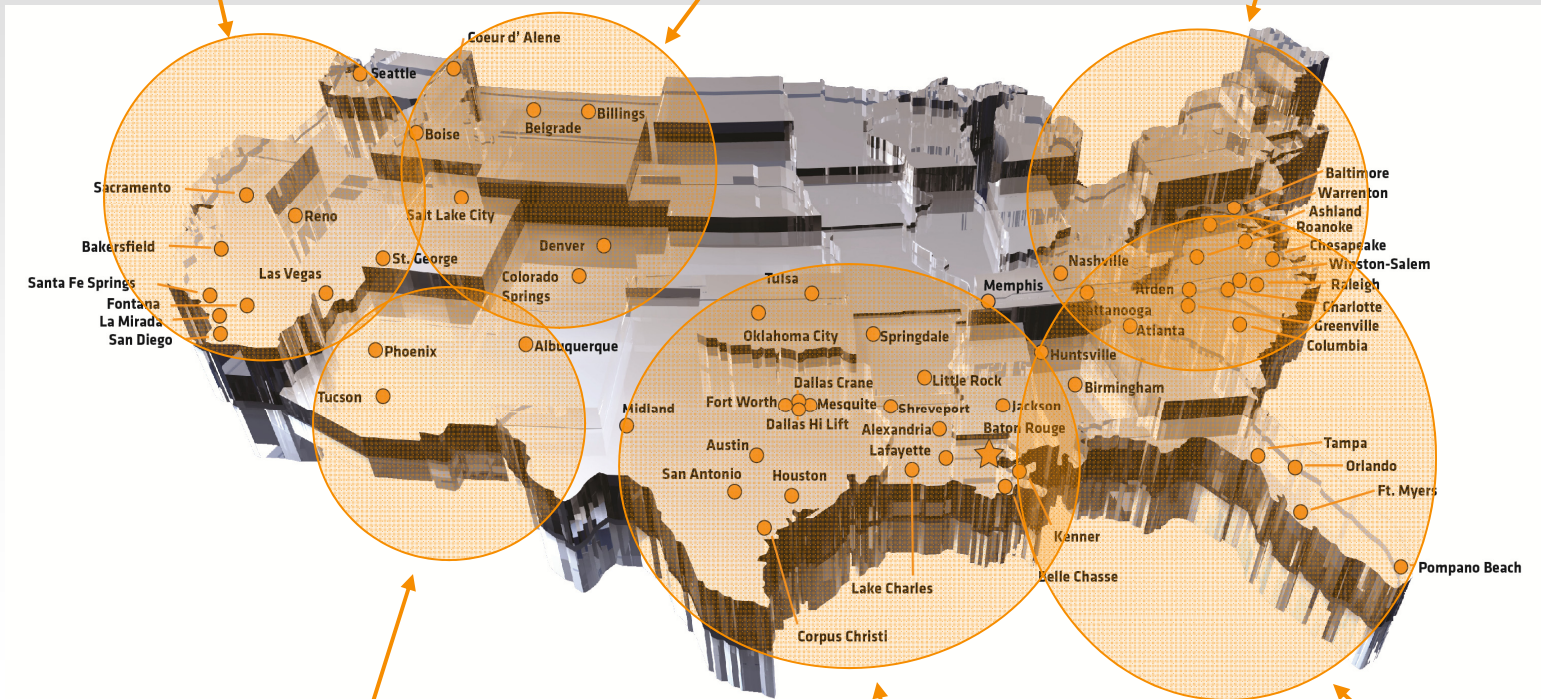 Coeur d' Alene
Seattle
Billings
Belgrade
Boise
Sacramento
Salt Lake City
Reno
Bakersfield
St. George
Denver
Las Vegas
Colorado
Springs
Santa Fe Springs
Fontana
La Mirada
San Diego
Phoenix
Albuquerque
Tucson
Tulsa
Oklahoma City
Springdale
Memphis
Nashville
Baltimore
Warrenton
Ashland
Roanoke
Chesapeake
Winston-Salem
Raleigh
Arden
Charlotte
Greenville
Columbia
attanooga
Atlanta
Huntsville
Birmingham
Little Rock
Dallas Crane
Fort Worth
Mesquite
Dallas Hi Lift
Midland
Shreveport
Jackson
Alexandria
Baton Rouge
Lafayette
Austin
San Antonio
Houston
Tampa
Orlando
Ft. Myers
Kenner
Belle Chasse
Lake Charles
Corpus Christi
Pompano Beach